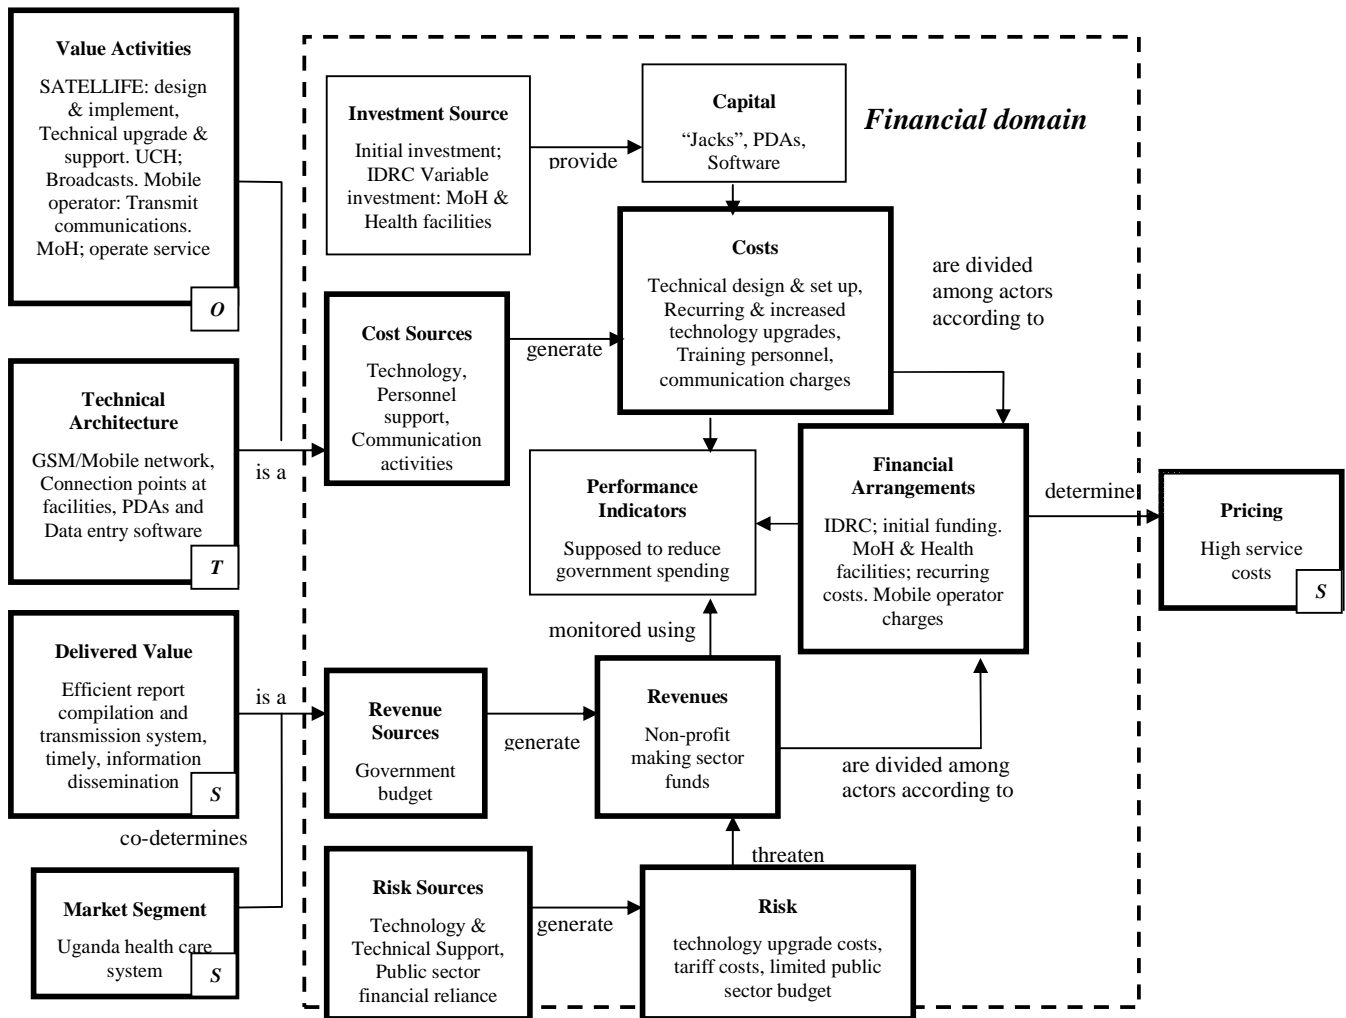 Value Activities
SATELLIFE: design
& implement,
Technical upgrade &
support. UCH;
Broadcasts. Mobile
operator: Transmit
communications.
MoH; operate service
O
Technical
Architecture
GSM/Mobile network,
Connection points at
facilities, PDAs and
Data entry software
T
is a
Delivered Value
Efficient report
compilation and
transmission system,
timely, information
dissemination
S
is a
co-determines
Market Segment
Uganda health care
system
S
Financial domain
Investment Source
Initial investment;
IDRC Variable
investment: MoH &
Health facilities
provide
Capital
“Jacks”, PDAs,
Software
Cost Sources
Technology,
Personnel
support,
Communication
activities
generate
Costs
Technical design & set up,
Recurring & increased
technology upgrades,
Training personnel,
communication charges
are divided
among actors
according to
Performance
Indicators
Supposed to reduce
government spending
Financial
Arrangements
IDRC; initial funding.
MoH & Health
facilities; recurring
costs. Mobile operator
charges
determine
Pricing
High service
costs
S
monitored using
Revenue
Sources
Government
budget
generate
Revenues
Non-profit
making sector
funds
are divided among
actors according to
threaten
Risk Sources
Technology &
Technical Support,
Public sector
financial reliance
generate
Risk
technology upgrade costs,
tariff costs, limited public
sector budget